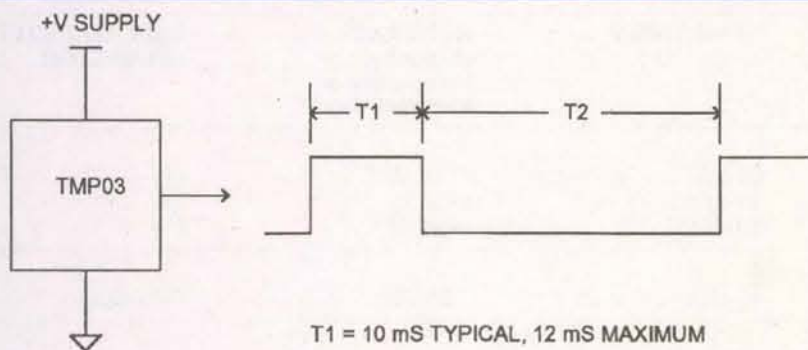 +V SUPPLY
T1
T2
TMP03
T1 = 10 mS TYPICAL, 12 mS MAXIMUM